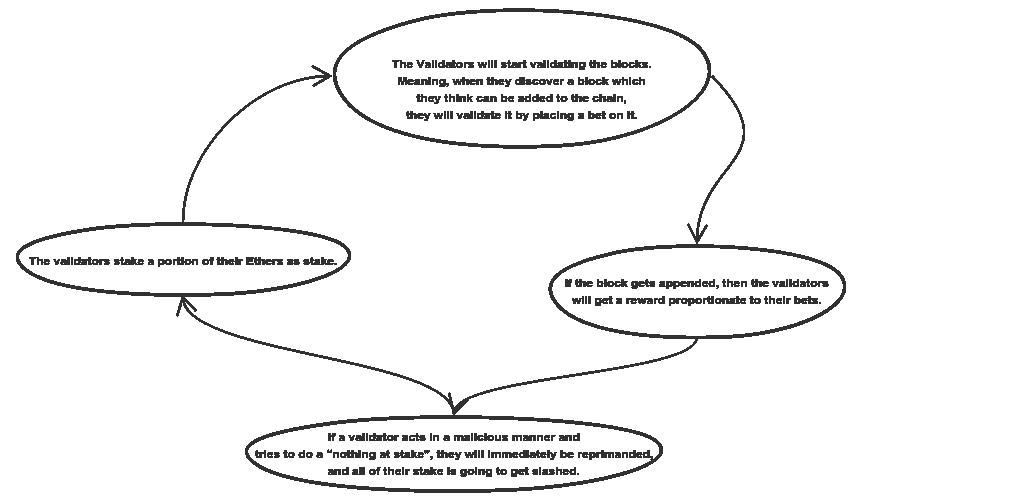 The Validators will start validating the blocks.
Meaning, when they discover a block which
they think can be added to the chain,
they will validate it by placing a bet on it.
The validators stake a portion of their Ethers as stake.
If the block gets appended, then the validators
will get a reward proportionate to their bets.
If a validator acts in a malicious manner and
tries to do a “nothing at stake”, they will immediately be reprimanded,
and all of their stake is going to get slashed.